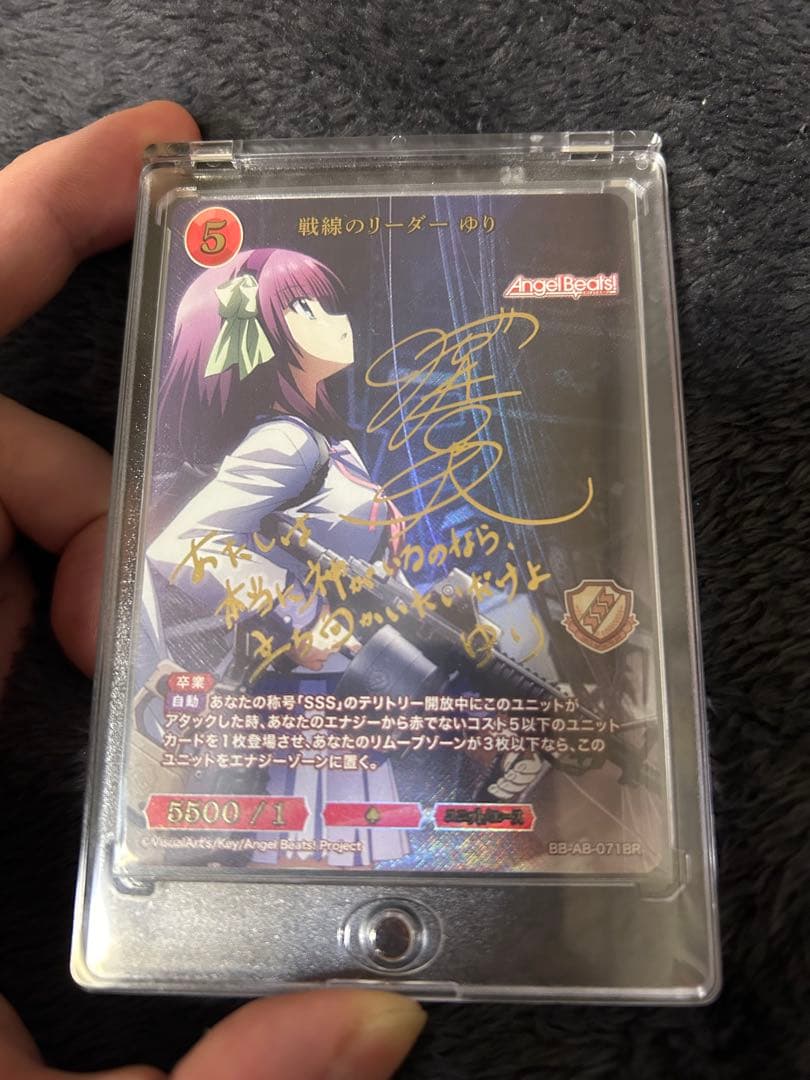 5
戦線のリーダー ゆり
Angel Beats!
あたしは
本当に神がいるのなら、
立ち向かいたいだけよ
ゆり
卒業
自動 あなたの称号「SSS」のテリトリー開放中にこのユニットが
アタックした時、あなたのエナジーから赤でないコスト5以下のユニット
カードを1枚登場させ、あなたのリムーブゾーンが3枚以下なら、この
ユニットをエナジーゾーンに置く。
5500 / 1
©VisualArt's/Key/Angel Beats! Project
BB-AB-071BR